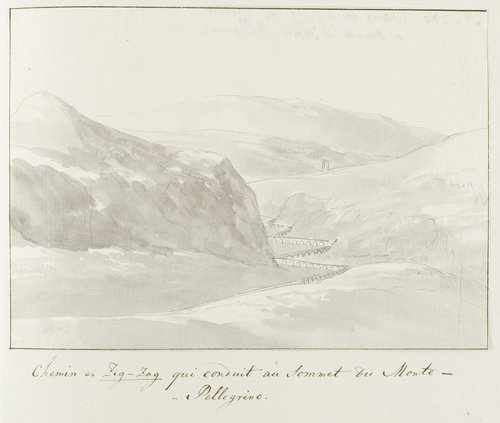 Chemin en Zig-Zag qui conduit au Sommet du Monte -
- Pellegrino.